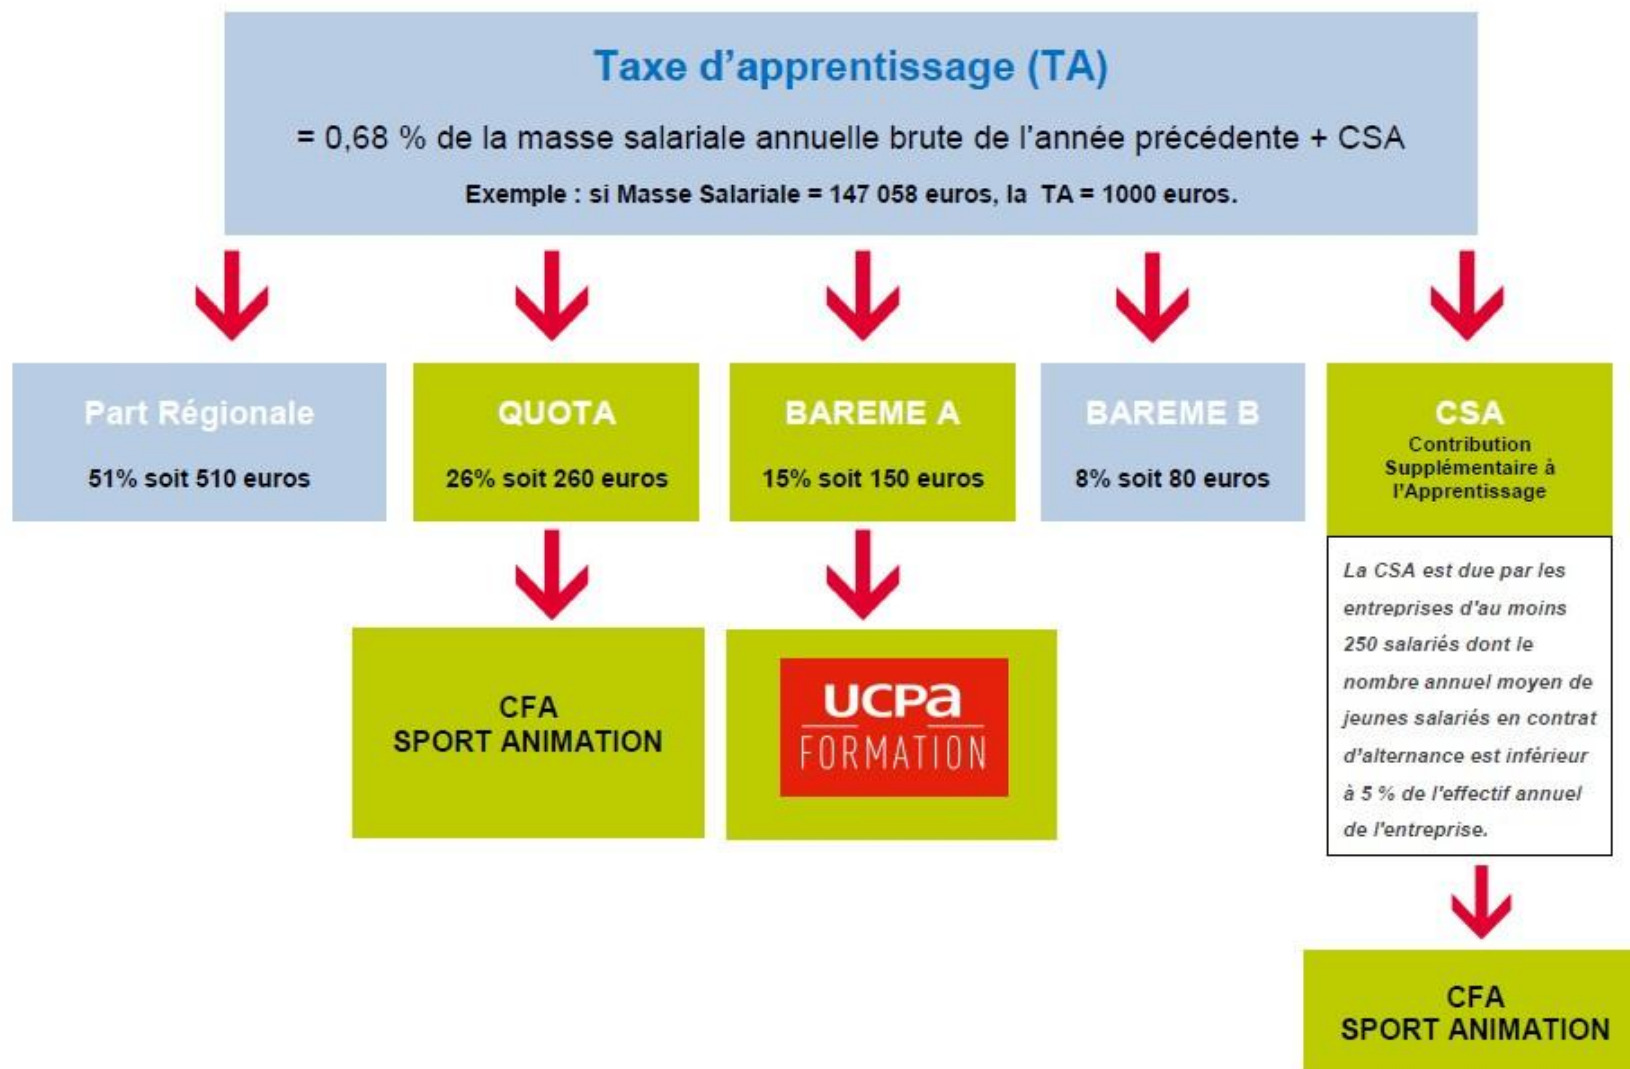 Taxe d'apprentissage (TA)
= 0,68 % de la masse salariale annuelle brute de l'année précédente + CSA
Exemple : si Masse Salariale = 147 058 euros, la TA = 1000 euros.
Part Régionale
51% soit 510 euros
QUOTA
26% soit 260 euros
BAREME A
15% soit 150 euros
BAREME B
8% soit 80 euros
CSA
Contribution
Supplémentaire à
l'Apprentissage
La CSA est due par les
entreprises d'au moins
250 salariés dont le
nombre annuel moyen de
jeunes salariés en contrat
d'alternance est inférieur
à 5 % de l'effectif annuel
de l'entreprise.
CFA
SPORT ANIMATION
UCPa
FORMATION
CFA
SPORT ANIMATION